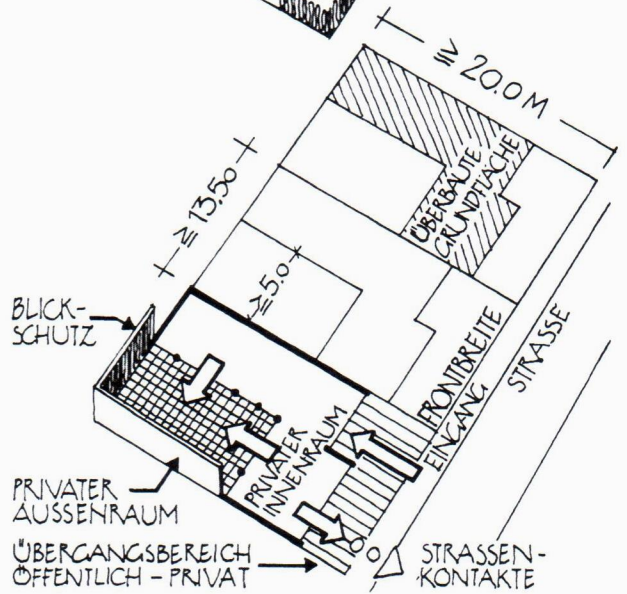 ≧ 20.0 M
ÜBERBAUTE
GRUNDFLÄCHE
≧ 13,50
≧ 5.0
BLICK-
SCHUTZ
STRASSE
FRONTBREITE
EINGANG
PRIVATER
INNENRAUM
PRIVATER
AUSSENRAUM
ÜBERGANGSBEREICH
ÖFFENTLICH – PRIVAT
STRASSEN-
KONTAKTE